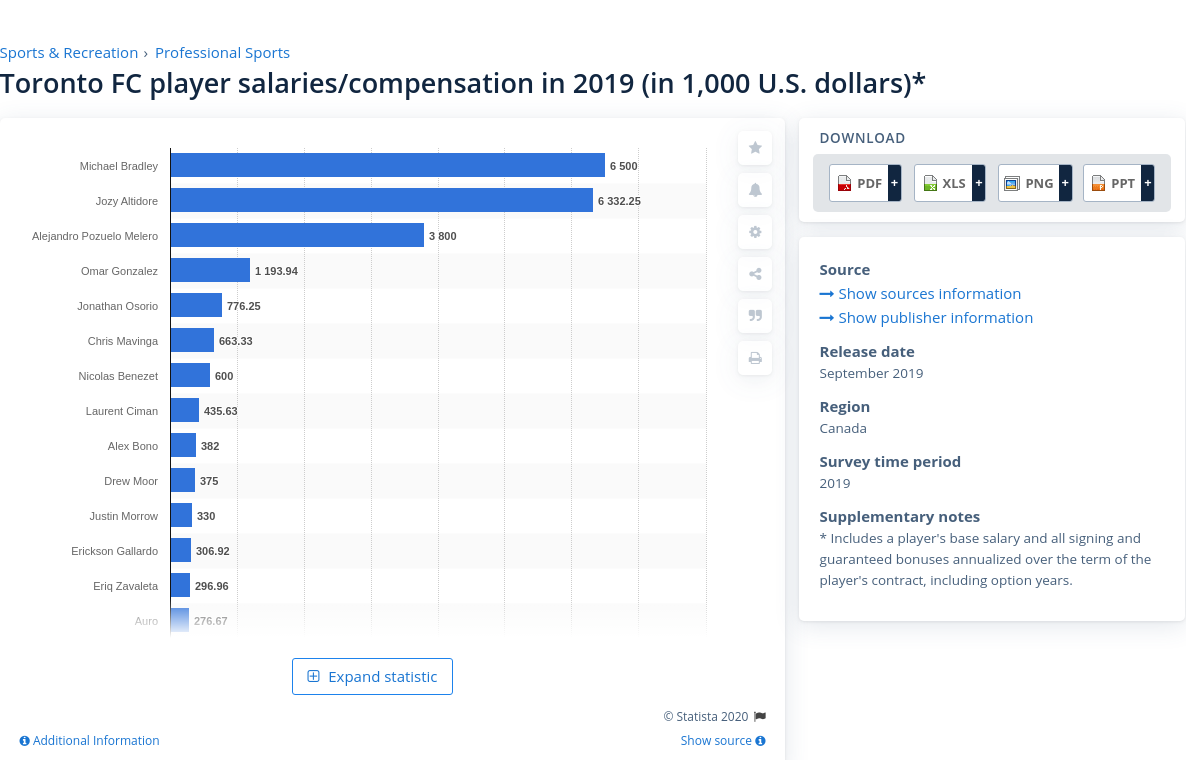 Sports & Recreation › Professional Sports
Toronto FC player salaries/compensation in 2019 (in 1,000 U.S. dollars)*
Michael Bradley 6 500
Jozy Altidore 6 332.25
Alejandro Pozuelo Melero 3 800
Omar Gonzalez 1 193.94
Jonathan Osorio 776.25
Chris Mavinga 663.33
Nicolas Benezet 600
Laurent Ciman 435.63
Alex Bono 382
Drew Moor 375
Justin Morrow 330
Erickson Gallardo 306.92
Eriq Zavaleta 296.96
Auro 276.67
Expand statistic
© Statista 2020
Additional Information
Show source
DOWNLOAD
PDF + XLS + PNG + PPT +
Source
Show sources information
Show publisher information
Release date
September 2019
Region
Canada
Survey time period
2019
Supplementary notes
* Includes a player's base salary and all signing and
guaranteed bonuses annualized over the term of the
player's contract, including option years.